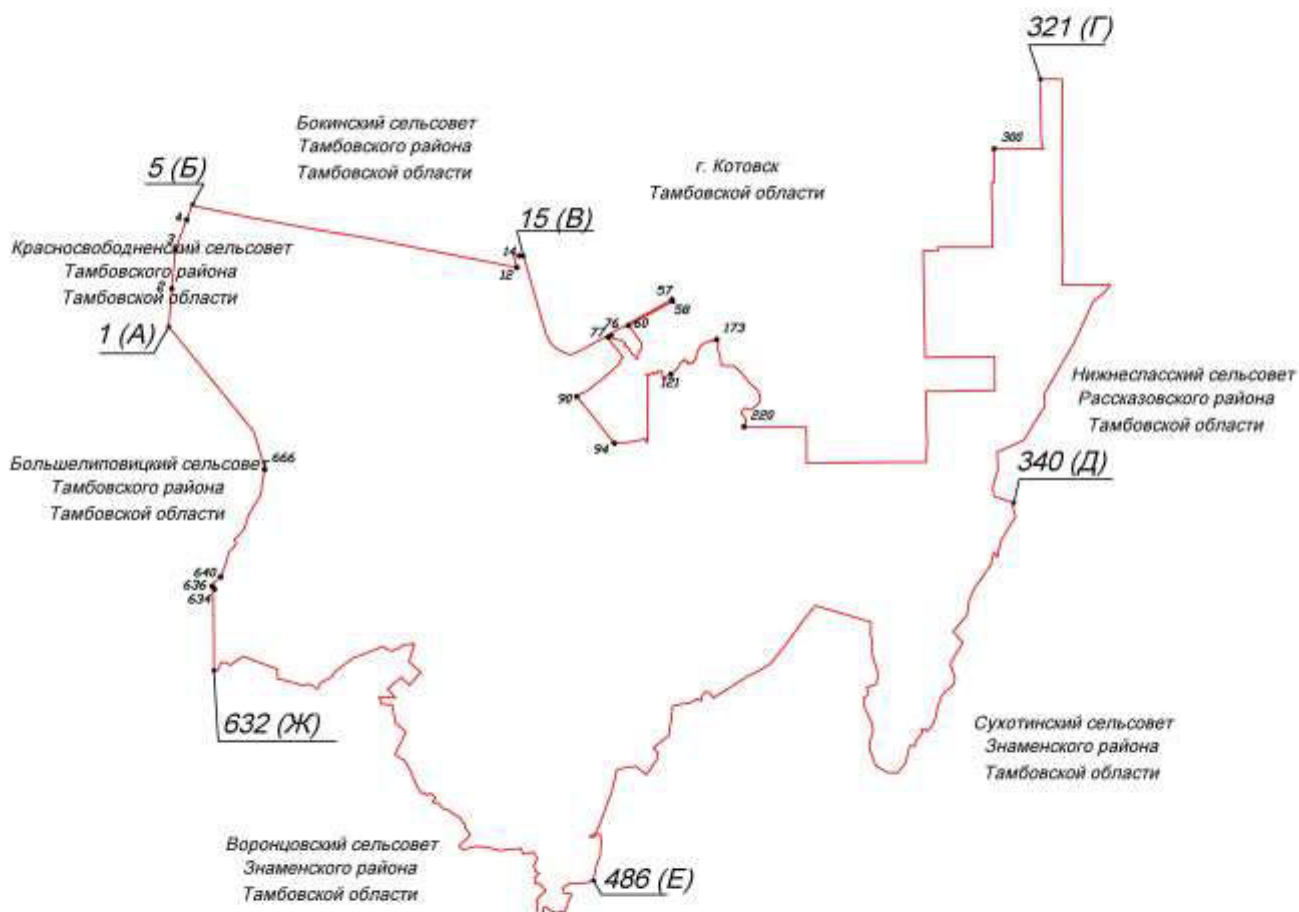 321 (Г)
Бокинский сельсовет
Тамбовского района
Тамбовской области
г. Котовск
Тамбовской области
5 (Б)
4
3
2
Красносвободненский сельсовет
Тамбовского района
Тамбовской области
1 (А)
15 (В)
14
12
57
58
60
76
77
90
94
121
173
220
Нижнеспасский сельсовет
Рассказовского района
Тамбовской области
340 (Д)
666
Большелиповицкий сельсовет
Тамбовского района
Тамбовской области
640
636
634
632 (Ж)
Сухотинский сельсовет
Знаменского района
Тамбовской области
Воронцовский сельсовет
Знаменского района
Тамбовской области
486 (Е)